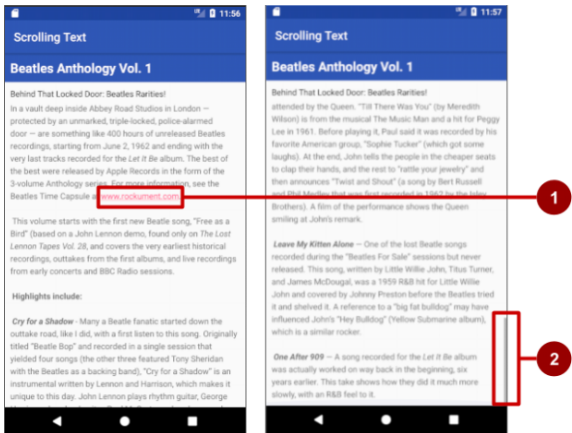 11:56
Scrolling Text
Beatles Anthology Vol. 1
Behind That Locked Door: Beatles Rarities!
In a vault deep inside Abbey Road Studios in London —
protected by an unmarked, triple-locked, police-alarmed
door — are something like 400 hours of unreleased Beatles
recordings, starting from June 2, 1962 and ending with the
very last tracks recorded for the Let It Be album. The best of
the best were released by Apple Records in the form of the
3-volume Anthology series. For more information, see the
Beatles Time Capsule at www.rockument.com.
This volume starts with the first new Beatle song, "Free as a
Bird" (based on a John Lennon demo, found only on The Lost
Lennon Tapes Vol. 28, and covers the very earliest historical
recordings, outtakes from the first albums, and live recordings
from early concerts and BBC Radio sessions.
Highlights include:
Cry for a Shadow - Many a Beatle fanatic started down the
outtake road, like I did, with a first listen to this song. Originally
titled "Beatle Bop" and recorded in a single session that
yielded four songs (the other three featured Tony Sheridan
with the Beatles as a backing band), "Cry for a Shadow" is an
instrumental written by Lennon and Harrison, which makes it
unique to this day. John Lennon plays rhythm guitar, George
11:57
Scrolling Text
Beatles Anthology Vol. 1
Behind That Locked Door: Beatles Rarities!
attended by the Queen. "Till There Was You" (by Meredith
Wilson) is from the musical The Music Man and a hit for Peggy
Lee in 1961. Before playing it, Paul said it was recorded by his
favorite American group, "Sophie Tucker" (which got some
laughs). At the end, John tells the people in the cheaper seats
to clap their hands, and the rest to "rattle your jewelry" and
then announces "Twist and Shout" (a song by Bert Russell
and Phil Medley that was first recorded in 1962 by the Isley
Brothers). A film of the performance shows the Queen
smiling at John's remark.
Leave My Kitten Alone — One of the lost Beatle songs
recorded during the "Beatles For Sale" sessions but never
released. This song, written by Little Willie John, Titus Turner,
and James McDougal, was a 1959 R&B hit for Little Willie
John and covered by Johnny Preston before the Beatles tried
it and shelved it. A reference to a "big fat bulldog" may have
influenced John's "Hey Bulldog" (Yellow Submarine album),
which is a similar rocker.
One After 909 — A song recorded for the Let It Be album
was actually worked on way back in the beginning, six
years earlier. This take shows how they did it much more
slowly, with an R&B feel to it.
1
2